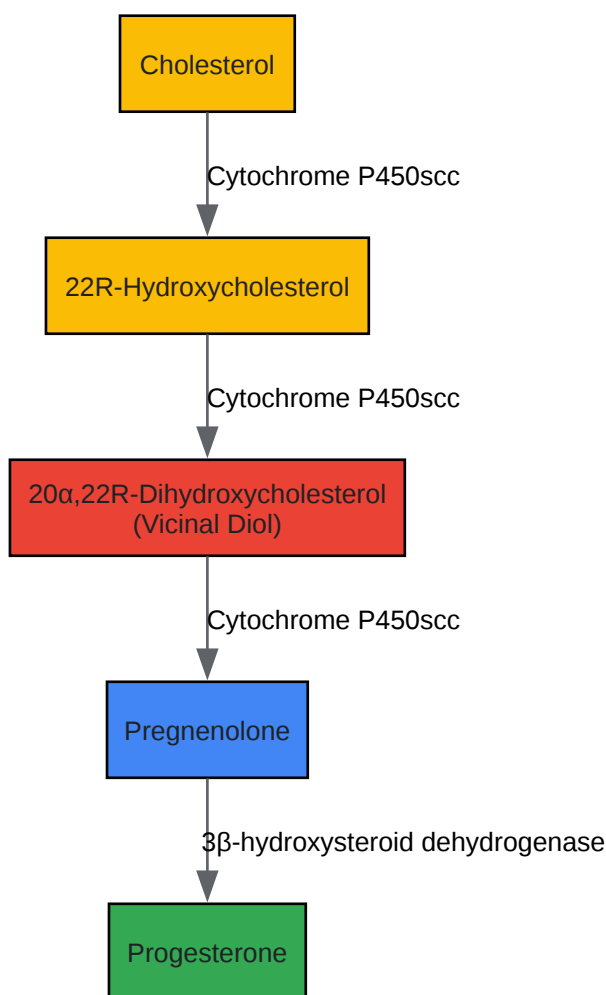 Cholesterol
Cytochrome P450scc
22R-Hydroxycholesterol
Cytochrome P450scc
20α,22R-Dihydroxycholesterol
(Vicinal Diol)
Cytochrome P450scc
Pregnenolone
3β-hydroxysteroid dehydrogenase
Progesterone